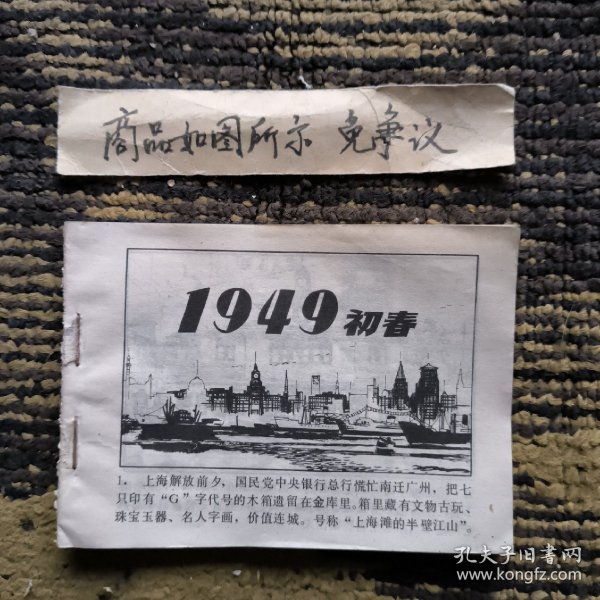 商品如图所示 免争议
1949初春
1. 上海解放前夕，国民党中央银行总行慌忙南迁广州，把七
只印有“G”字代号的木箱遗留在金库里。箱里藏有文物古玩、
珠宝玉器、名人字画，价值连城。号称“上海滩的半壁江山”。
孔夫子旧书网
www.kongfz.com